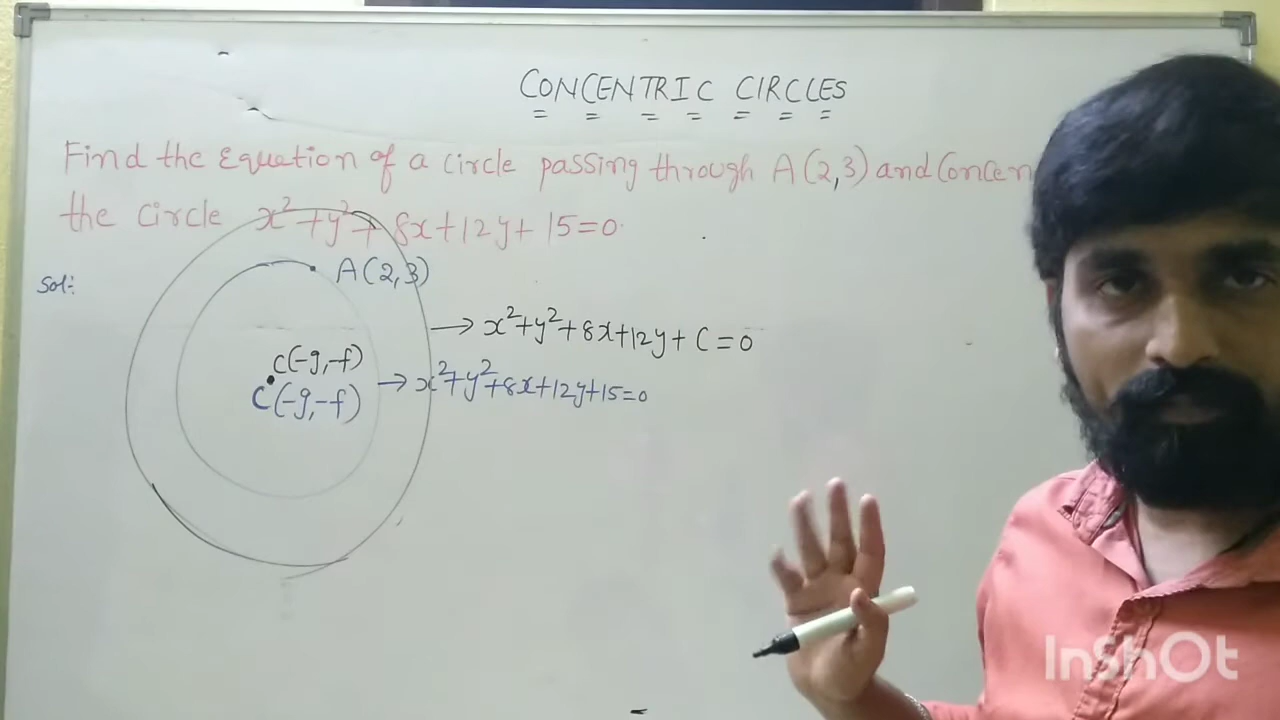 CONCENTRIC CIRCLES
Find the Equation of a circle passing through A(2,3) and Concen
the circle x²+y²+8x+12y+15=0.
Sol:-
A(2,3)
→ x²+y²+8x+12y+C=0
C(-g,-f)
→ x²+y²+8x+12y+15=0
C(-g,-f)
InShOt